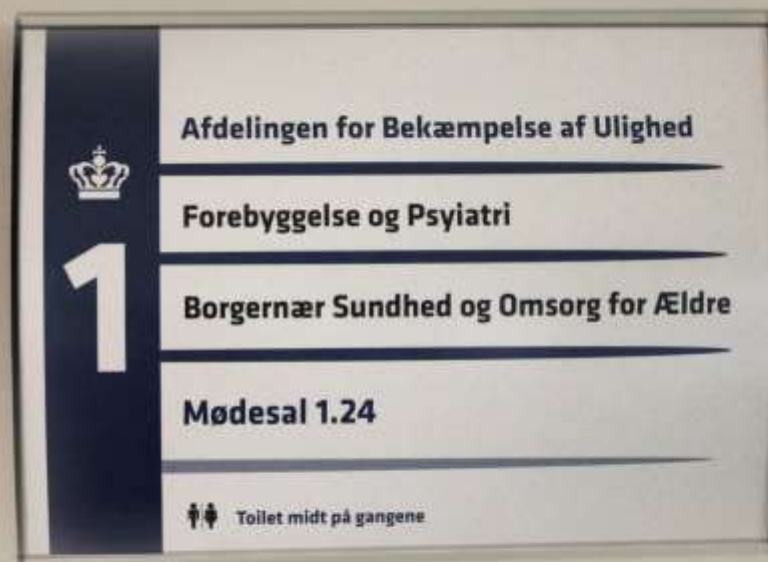 1
Afdelingen for Bekæmpelse af Ulighed
Forebyggelse og Psyiatri
Borgernær Sundhed og Omsorg for Ældre
Mødesal 1.24
Toilet midt på gangene